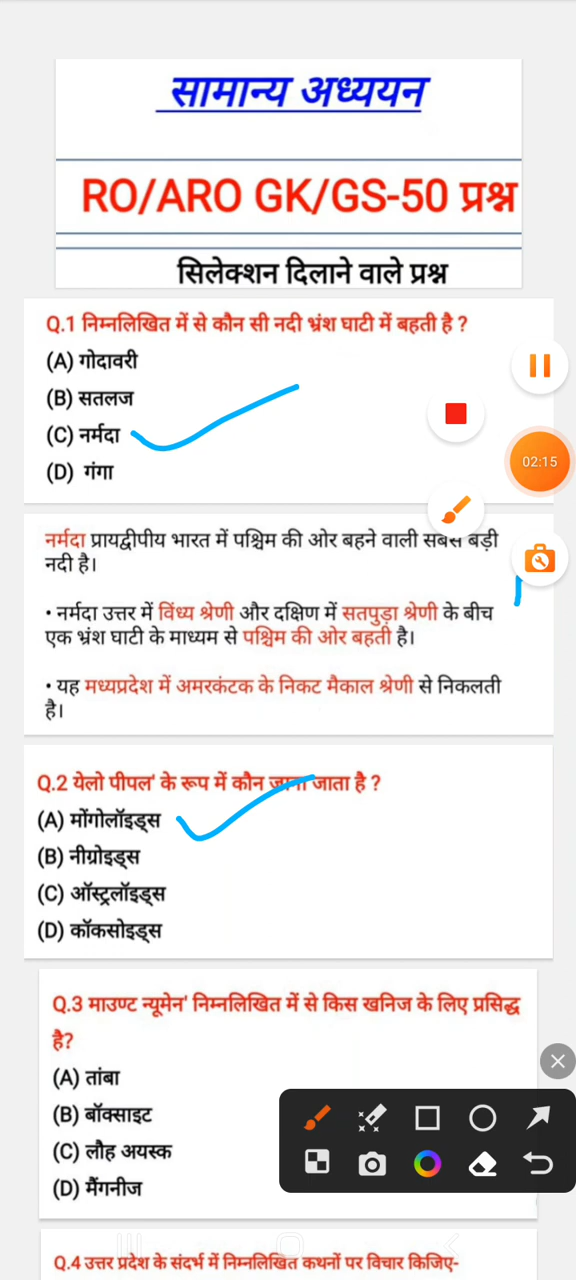 सामान्य अध्ययन
RO/ARO GK/GS-50 प्रश्न
सिलेक्शन दिलाने वाले प्रश्न
Q.1 निम्नलिखित में से कौन सी नदी भ्रंश घाटी में बहती है ?
(A) गोदावरी
(B) सतलज
(C) नर्मदा
(D) गंगा
02:15
नर्मदा प्रायद्वीपीय भारत में पश्चिम की ओर बहने वाली सबसे बड़ी
नदी है।
• नर्मदा उत्तर में विंध्य श्रेणी और दक्षिण में सतपुड़ा श्रेणी के बीच
एक भ्रंश घाटी के माध्यम से पश्चिम की ओर बहती है।
• यह मध्यप्रदेश में अमरकंटक के निकट मैकाल श्रेणी से निकलती
है।
Q.2 येलो पीपल' के रूप में कौन जाना जाता है ?
(A) मोंगोलॉइड्स
(B) नीग्रोइड्स
(C) ऑस्ट्रलॉइड्स
(D) कॉकसोइड्स
Q.3 माउण्ट न्यूमेन' निम्नलिखित में से किस खनिज के लिए प्रसिद्ध
है?
(A) तांबा
(B) बॉक्साइट
(C) लौह अयस्क
(D) मैंगनीज
Q.4 उत्तर प्रदेश के संदर्भ में निम्नलिखित कथनों पर विचार किजिए-